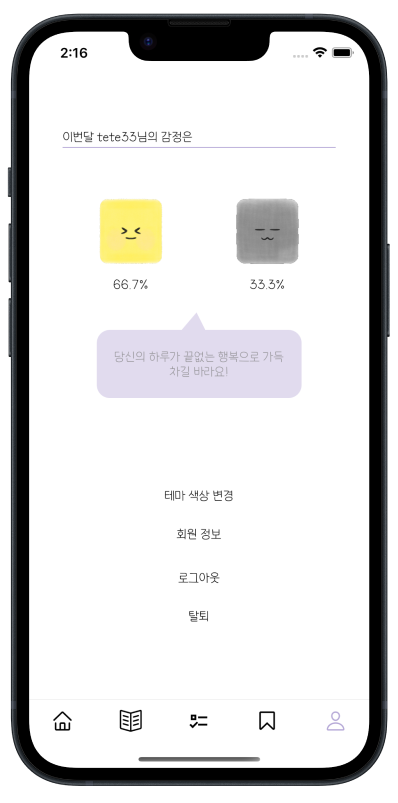 2:16
이번달 tete33님의 감정은
66.7%
33.3%
당신의 하루가 끝없는 행복으로 가득
차길 바라요!
테마 색상 변경
회원 정보
로그아웃
탈퇴